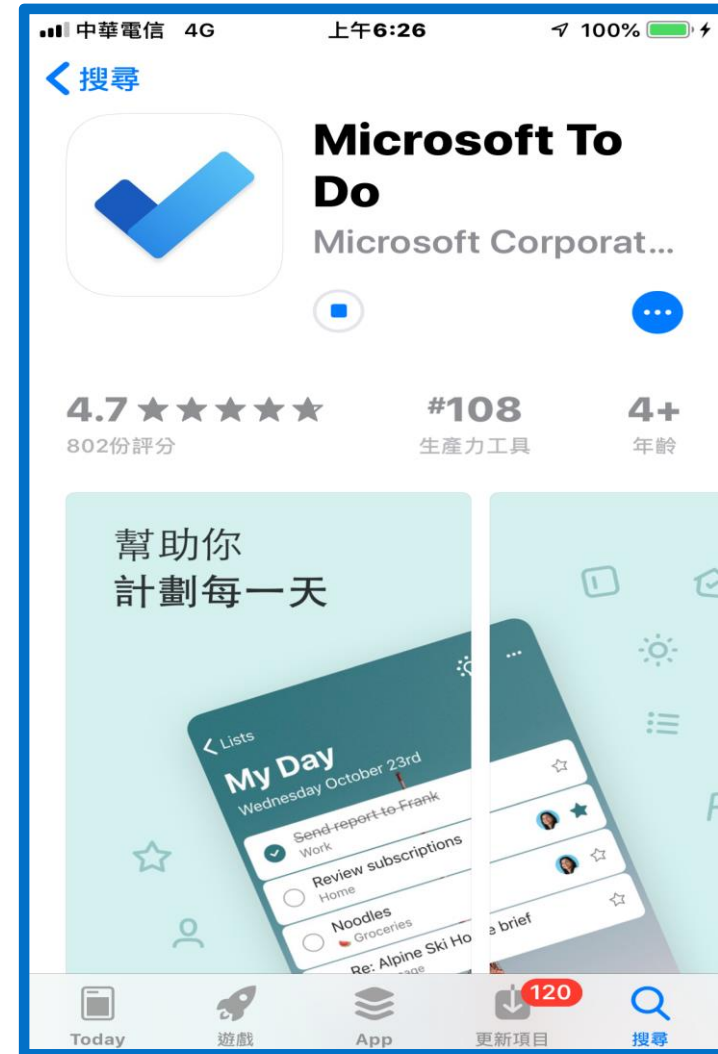 中華電信 4G 上午6:26 100%
搜尋
Microsoft To
Do
Microsoft Corporat...
4.7 #108 4+
802份評分 生產力工具 年齡
幫助你
計劃每一天
Lists
My Day
Wednesday October 23rd
Send report to Frank
Work
Review subscriptions
Home
Noodles
Groceries
Re: Alpine Ski Ho e brief
120
Today 遊戲 App 更新項目 搜尋